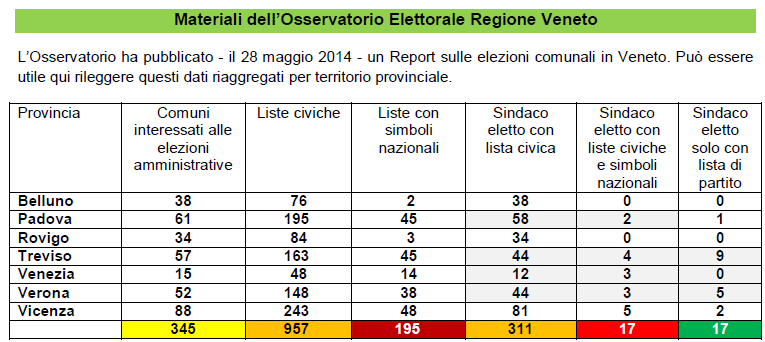 Materiali dell'Osservatorio Elettorale Regione Veneto
L'Osservatorio ha pubblicato - il 28 maggio 2014 - un Report sulle elezioni comunali in Veneto. Può essere
utile qui rileggere questi dati riaggregati per territorio provinciale.
Provincia Comuni interessati alle elezioni amministrative Liste civiche Liste con simboli nazionali Sindaco eletto con lista civica Sindaco eletto con liste civiche e simboli nazionali Sindaco eletto solo con lista di partito
Belluno 38 76 2 38 0 0
Padova 61 195 45 58 2 1
Rovigo 34 84 3 34 0 0
Treviso 57 163 45 44 4 9
Venezia 15 48 14 12 3 0
Verona 52 148 38 44 3 5
Vicenza 88 243 48 81 5 2
345 957 195 311 17 17